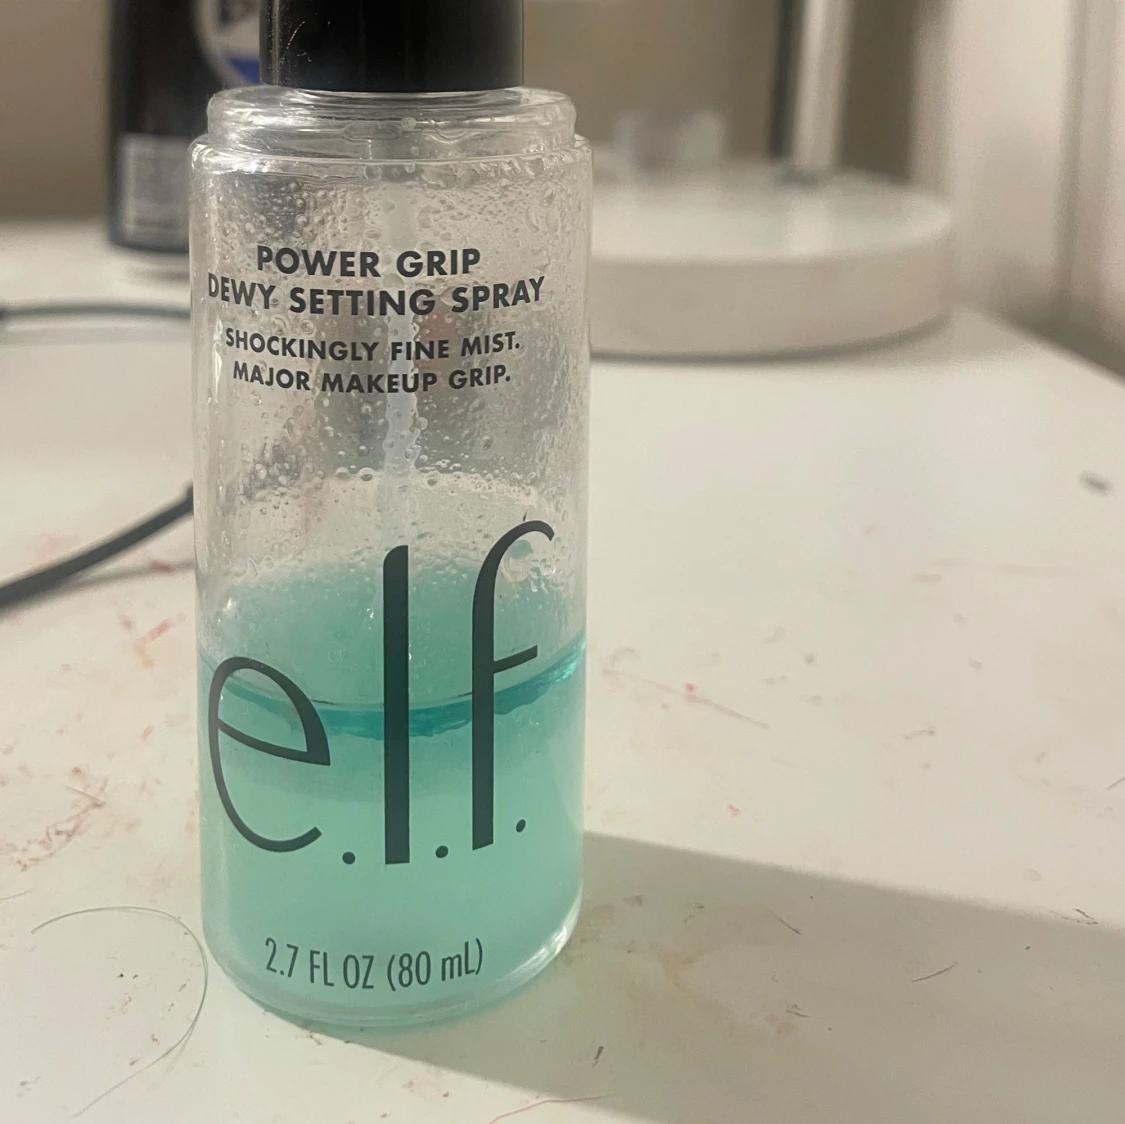 POWER GRIP
DEWY SETTING SPRAY
SHOCKINGLY FINE MIST.
MAJOR MAKEUP GRIP.
e.l.f.
2.7 FL OZ (80 mL)